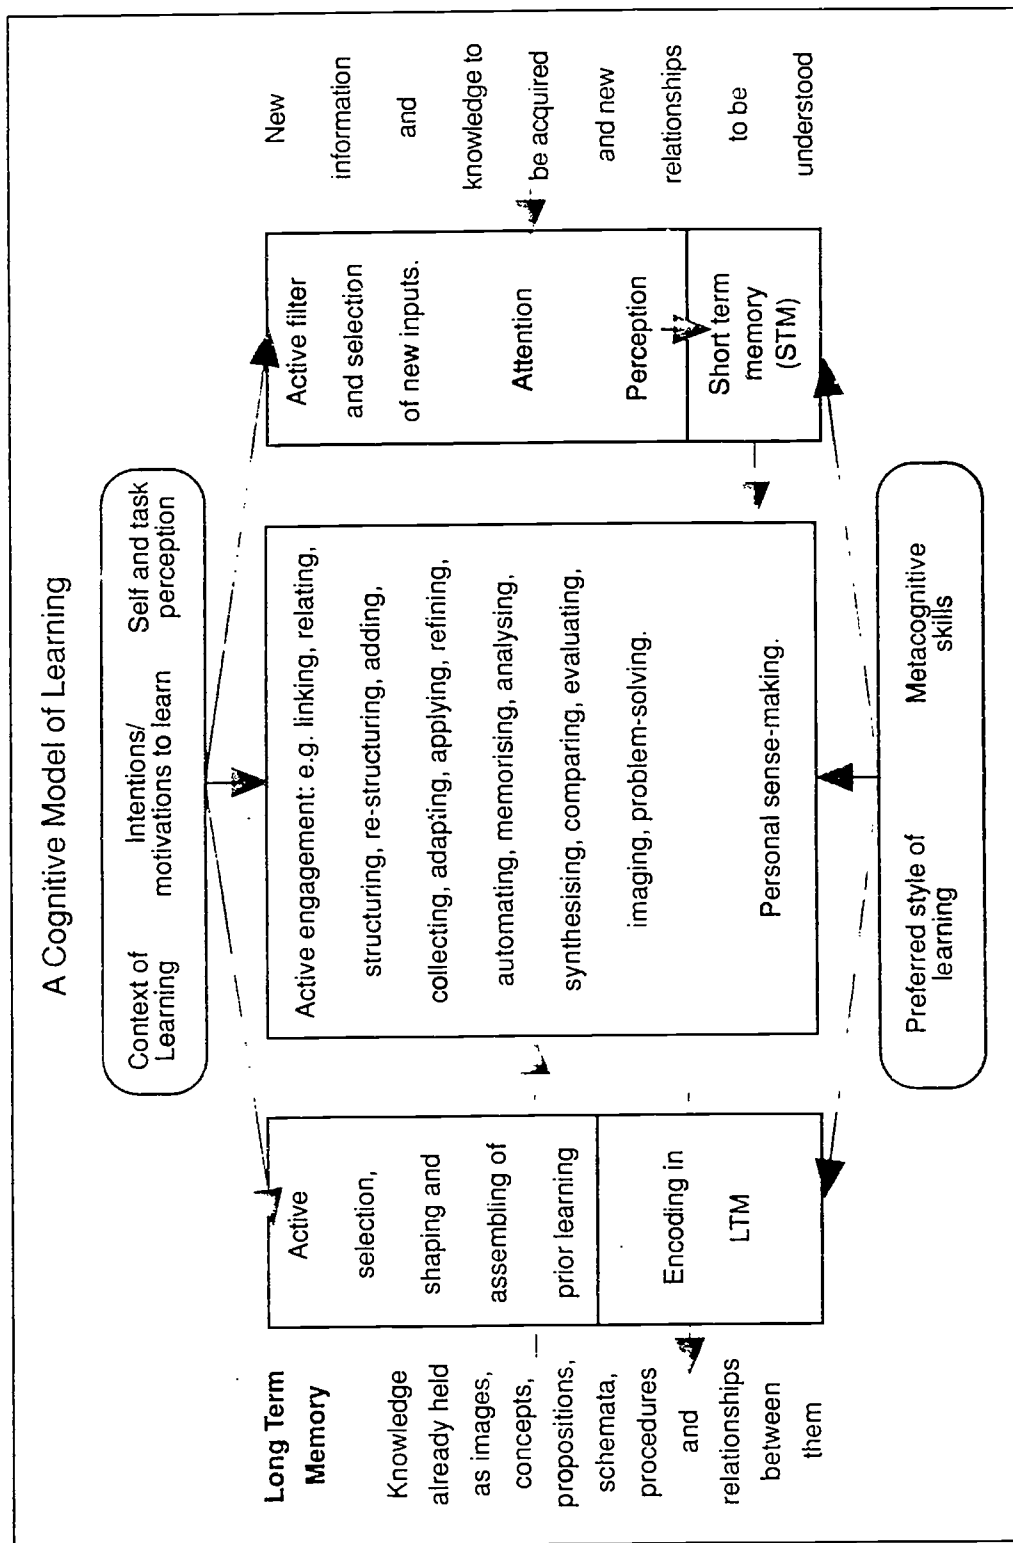 A Cognitive Model of Learning
Context of
Learning
Intentions/
motivations to learn
Self and task
perception
Long Term
Memory
Knowledge
already held
as images,
concepts,
propositions,
schemata,
procedures
and
relationships
between
them
Active
selection,
shaping and
assembling of
prior learning
Encoding in
LTM
Active engagement: e.g. linking, relating,
structuring, re-structuring, adding,
collecting, adapting, applying, refining,
automating, memorising, analysing,
synthesising, comparing, evaluating,
imaging, problem-solving.
Personal sense-making.
Active filter
and selection
of new inputs.
Attention
Perception
Short term
memory
(STM)
New
information
and
knowledge to
be acquired
and new
relationships
to be
understood
Preferred style of
learning
Metacognitive
skills